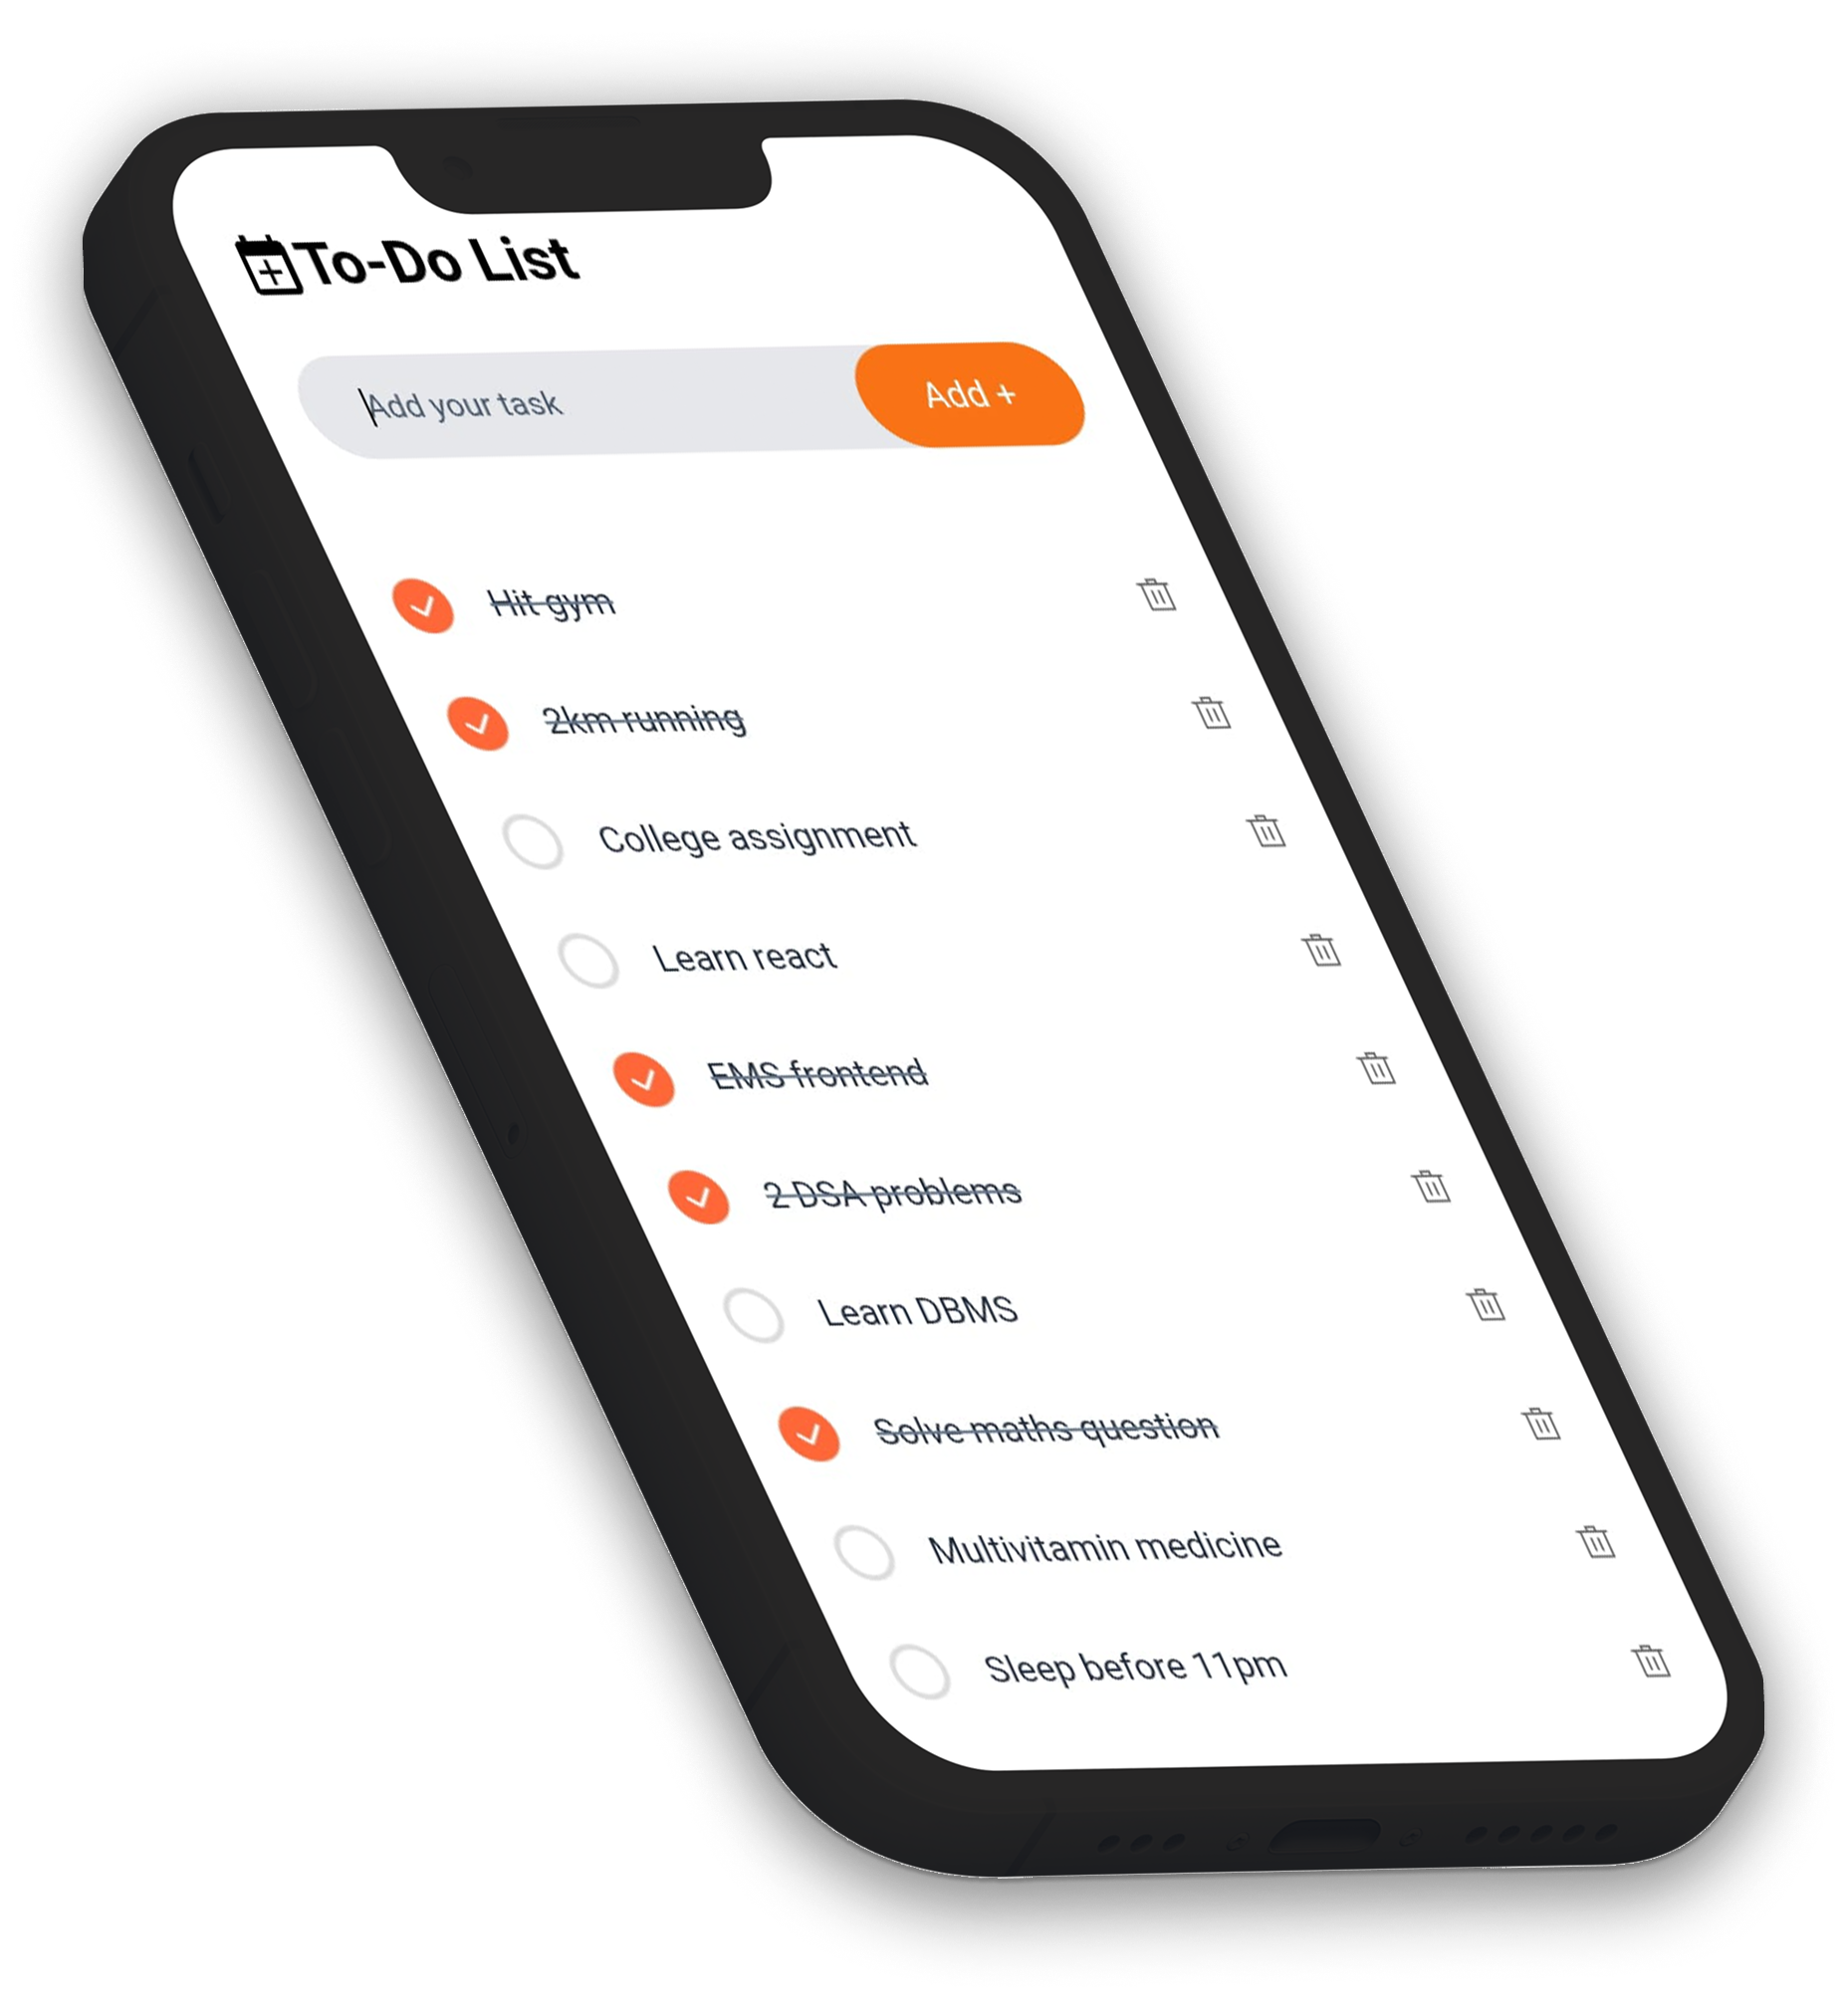 To-Do List
Add your task
Add +
Hit gym
2km running
College assignment
Learn react
EMS frontend
2 DSA problems
Learn DBMS
Solve maths question
Multivitamin medicine
Sleep before 11pm